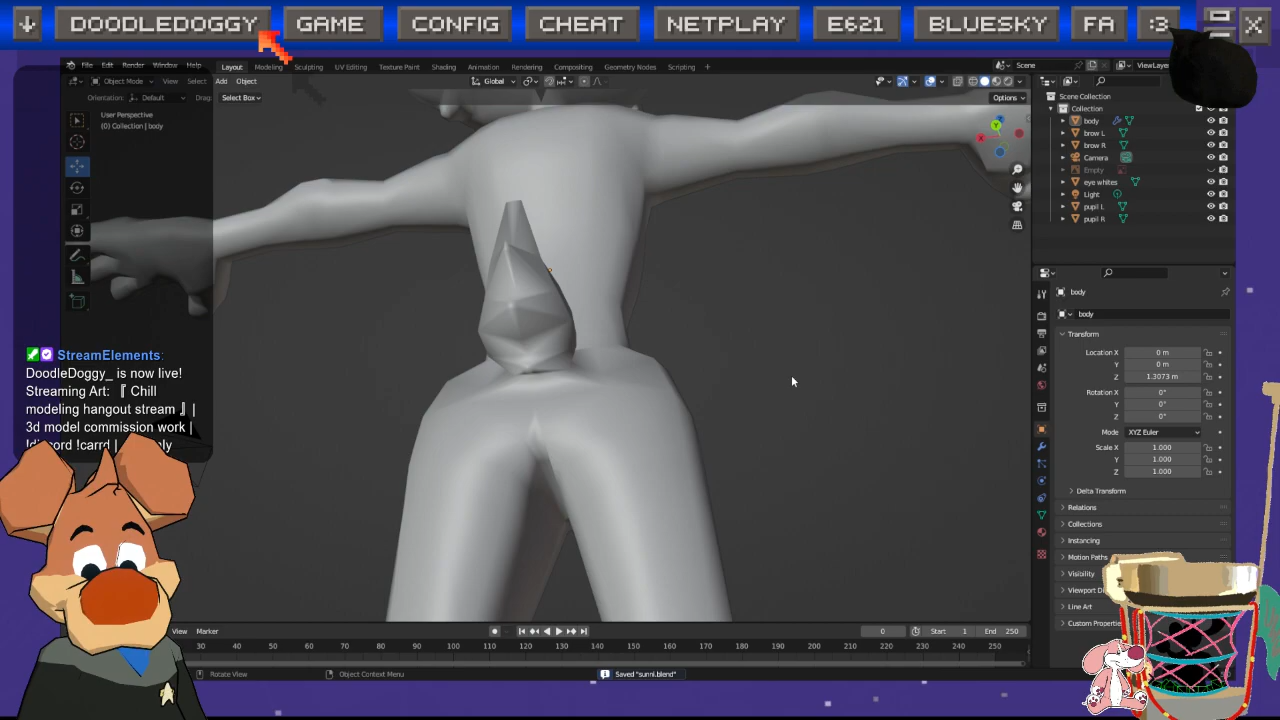 DOODLEDOGGY GAME CONFIG CHEAT NETPLAY E621 BLUESKY FA :3
File Edit Render Window Help Layout Modeling Sculpting UV Editing Texture Paint Shading Animation Rendering Compositing Geometry Nodes Scripting + Scene ViewLayer
Object Mode View Select Add Object Global
Orientation: Default Drag: Select Box Options
User Perspective
(0) Collection | body
Scene Collection
Collection
body
brow L
brow R
Camera
Empty
eye whites
Light
pupil L
pupil R
body
body
Transform
Location X 0 m
Y 0 m
Z 1.3073 m
Rotation X 0°
Y 0°
Z 0°
Mode XYZ Euler
Scale X 1.000
Y 1.000
Z 1.000
Delta Transform
Relations
Collections
Instancing
Motion Paths
Visibility
Viewport Di
Line Art
Custom Propertie
StreamElements:
DoodleDoggy_ is now live!
Streaming Art: 『 Chill
modeling hangout stream 』 |
3d model commission work |
View Marker 0 Start 1 End 250
30 40 50 60 70 80 90 100 110 120 130 140 150 160 170 180 190 200 210 220 230 240 250
Rotate View Object Context Menu Saved "sunni.blend"